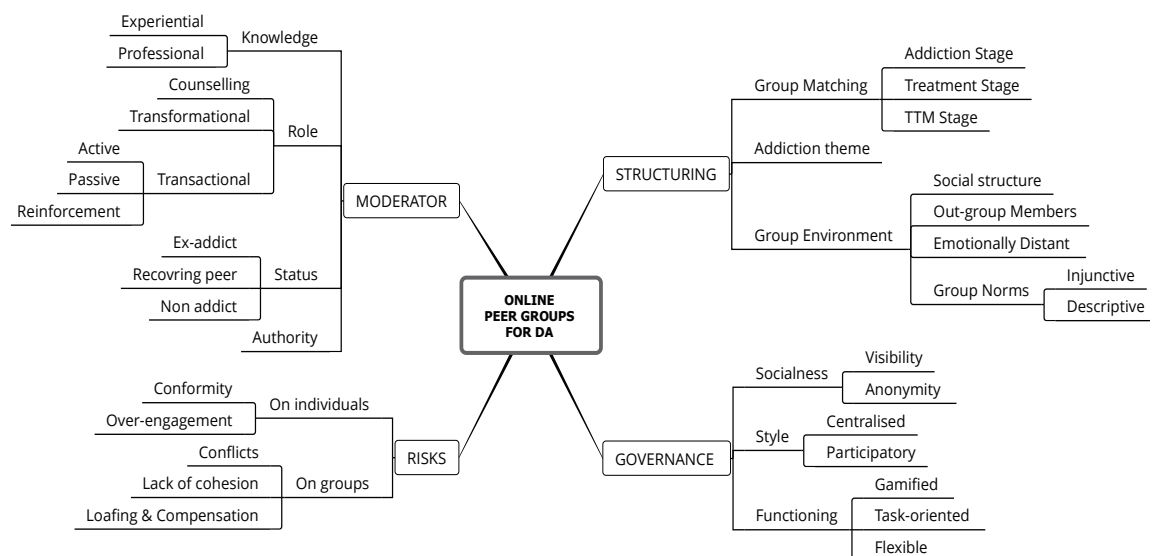 Experiential
Knowledge
Professional
Counselling
Transformational
Role
Active
Passive
Transactional
Reinforcement
MODERATOR
Ex-addict
Recovring peer
Status
Non addict
Authority
ONLINE
PEER GROUPS
FOR DA
Addiction Stage
Group Matching
Treatment Stage
TTM Stage
Addiction theme
STRUCTURING
Social structure
Out-group Members
Group Environment
Emotionally Distant
Injunctive
Group Norms
Descriptive
Conformity
On individuals
Over-engagement
RISKS
Conflicts
Lack of cohesion
On groups
Loafing & Compensation
Visibility
Socialness
Anonymity
Centralised
Style
Participatory
GOVERNANCE
Gamified
Functioning
Task-oriented
Flexible